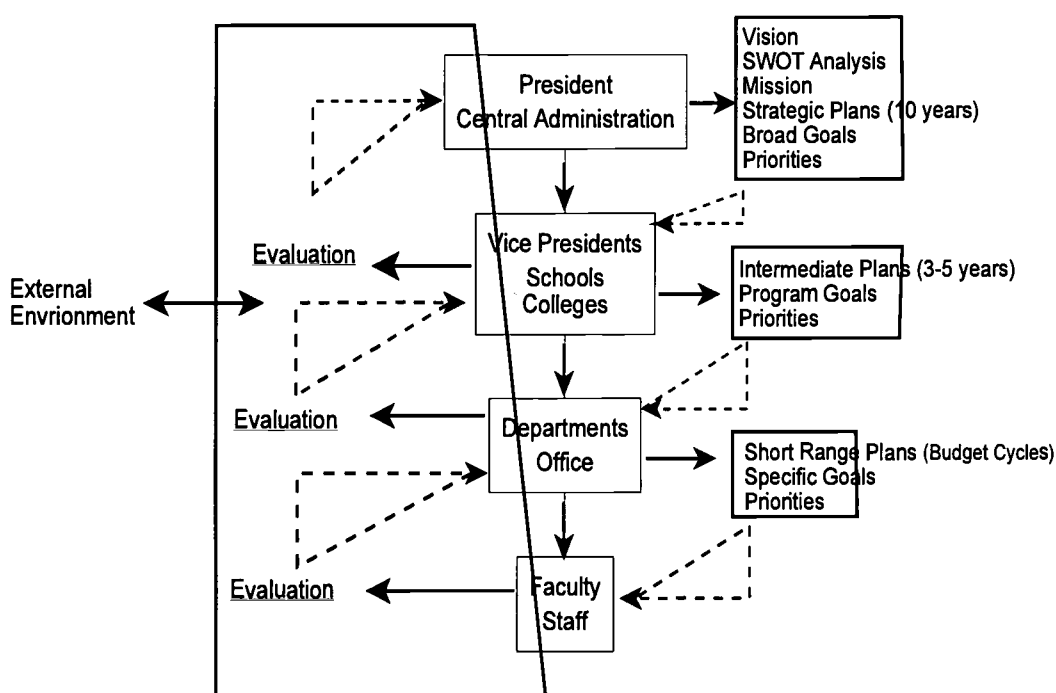 President
Central Administration
Vision
SWOT Analysis
Mission
Strategic Plans (10 years)
Broad Goals
Priorities
Evaluation
Vice Presidents
Schools
Colleges
Intermediate Plans (3-5 years)
Program Goals
Priorities
External
Envrionment
Evaluation
Departments
Office
Short Range Plans (Budget Cycles)
Specific Goals
Priorities
Evaluation
Faculty
Staff